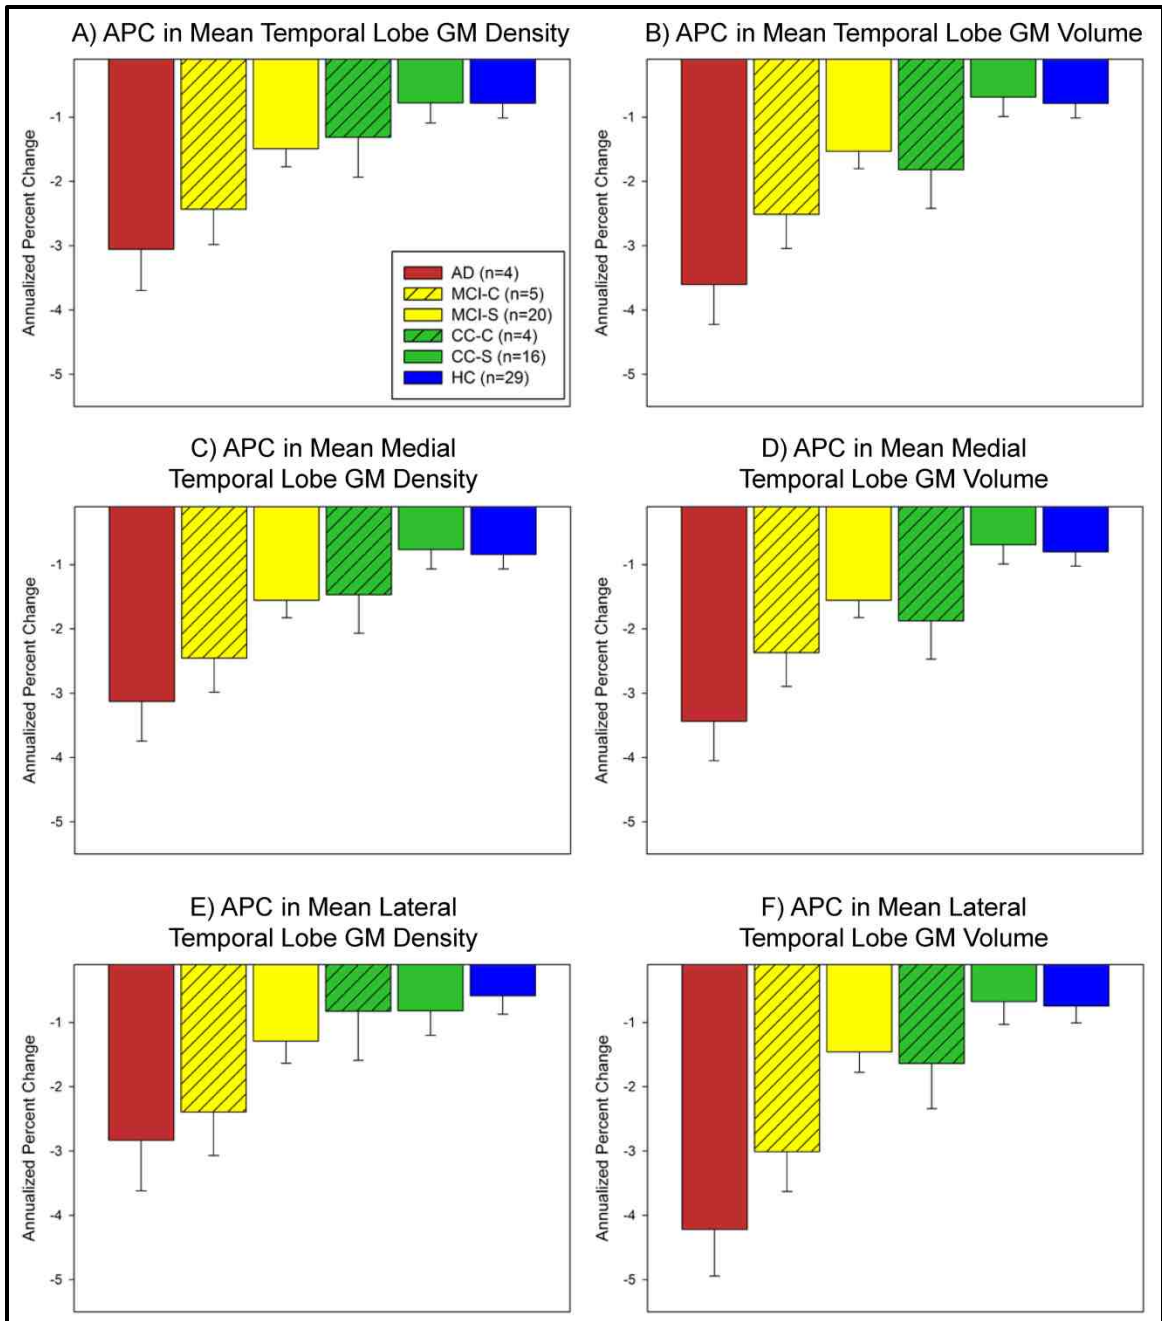 A) APC in Mean Temporal Lobe GM Density
Annualized Percent Change
-1
-2
-3
-4
-5
AD (n=4)
MCI-C (n=5)
MCI-S (n=20)
CC-C (n=4)
CC-S (n=16)
HC (n=29)
B) APC in Mean Temporal Lobe GM Volume
Annualized Percent Change
-1
-2
-3
-4
-5
C) APC in Mean Medial
Temporal Lobe GM Density
Annualized Percent Change
-1
-2
-3
-4
-5
D) APC in Mean Medial
Temporal Lobe GM Volume
Annualized Percent Change
-1
-2
-3
-4
-5
E) APC in Mean Lateral
Temporal Lobe GM Density
Annualized Percent Change
-1
-2
-3
-4
-5
F) APC in Mean Lateral
Temporal Lobe GM Volume
Annualized Percent Change
-1
-2
-3
-4
-5